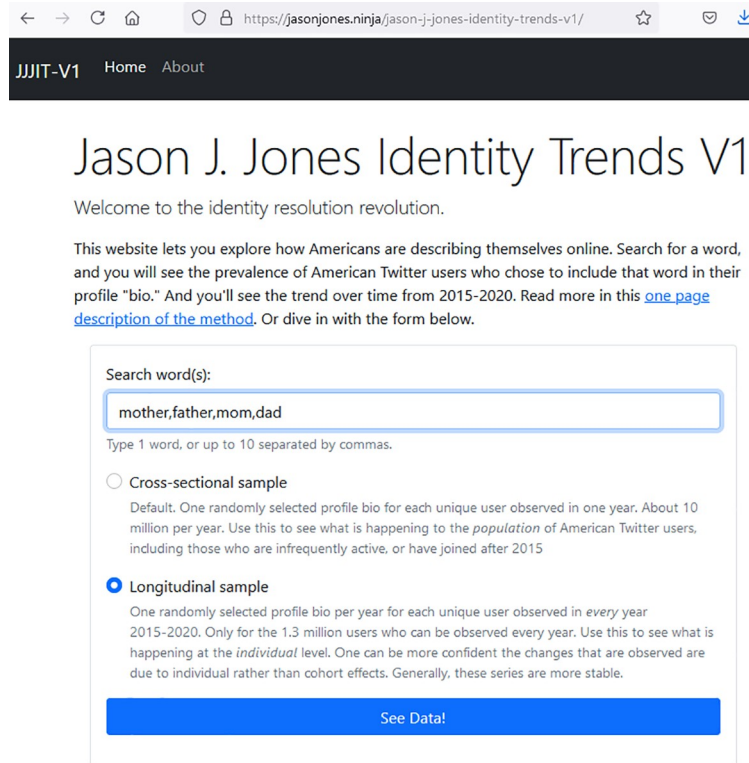 https://jasonjones.ninja/jason-j-jones-identity-trends-v1/
JJJIT-V1 Home About
Jason J. Jones Identity Trends V1
Welcome to the identity resolution revolution.
This website lets you explore how Americans are describing themselves online. Search for a word,
and you will see the prevalence of American Twitter users who chose to include that word in their
profile "bio." And you'll see the trend over time from 2015-2020. Read more in this one page
description of the method. Or dive in with the form below.
Search word(s):
mother,father,mom,dad
Type 1 word, or up to 10 separated by commas.
Cross-sectional sample
Default. One randomly selected profile bio for each unique user observed in one year. About 10
million per year. Use this to see what is happening to the population of American Twitter users,
including those who are infrequently active, or have joined after 2015
Longitudinal sample
One randomly selected profile bio per year for each unique user observed in every year
2015-2020. Only for the 1.3 million users who can be observed every year. Use this to see what is
happening at the individual level. One can be more confident the changes that are observed are
due to individual rather than cohort effects. Generally, these series are more stable.
See Data!